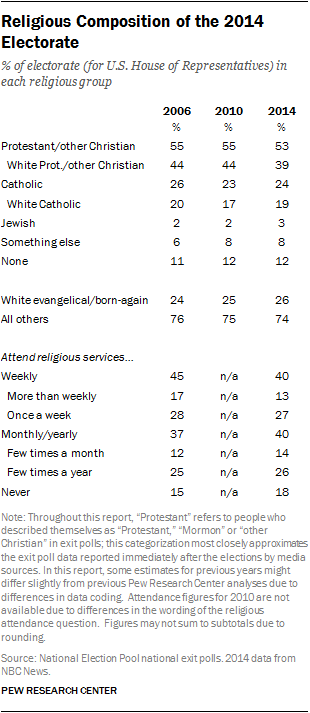 Religious Composition of the 2014
Electorate
% of electorate (for U.S. House of Representatives) in
each religious group
2006 2010 2014
% % %
Protestant/other Christian 55 55 53
White Prot./other Christian 44 44 39
Catholic 26 23 24
White Catholic 20 17 19
Jewish 2 2 3
Something else 6 8 8
None 11 12 12
White evangelical/born-again 24 25 26
All others 76 75 74
Attend religious services...
Weekly 45 n/a 40
More than weekly 17 n/a 13
Once a week 28 n/a 27
Monthly/yearly 37 n/a 40
Few times a month 12 n/a 14
Few times a year 25 n/a 26
Never 15 n/a 18
Note: Throughout this report, “Protestant” refers to people who
described themselves as “Protestant,” “Mormon” or “other
Christian” in exit polls; this categorization most closely approximates
the exit poll data reported immediately after the elections by media
sources. In this report, some estimates for previous years might
differ slightly from previous Pew Research Center analyses due to
differences in data coding. Attendance figures for 2010 are not
available due to differences in the wording of the religious
attendance question. Figures may not sum to subtotals due to
rounding.
Source: National Election Pool national exit polls. 2014 data from
NBC News.
PEW RESEARCH CENTER